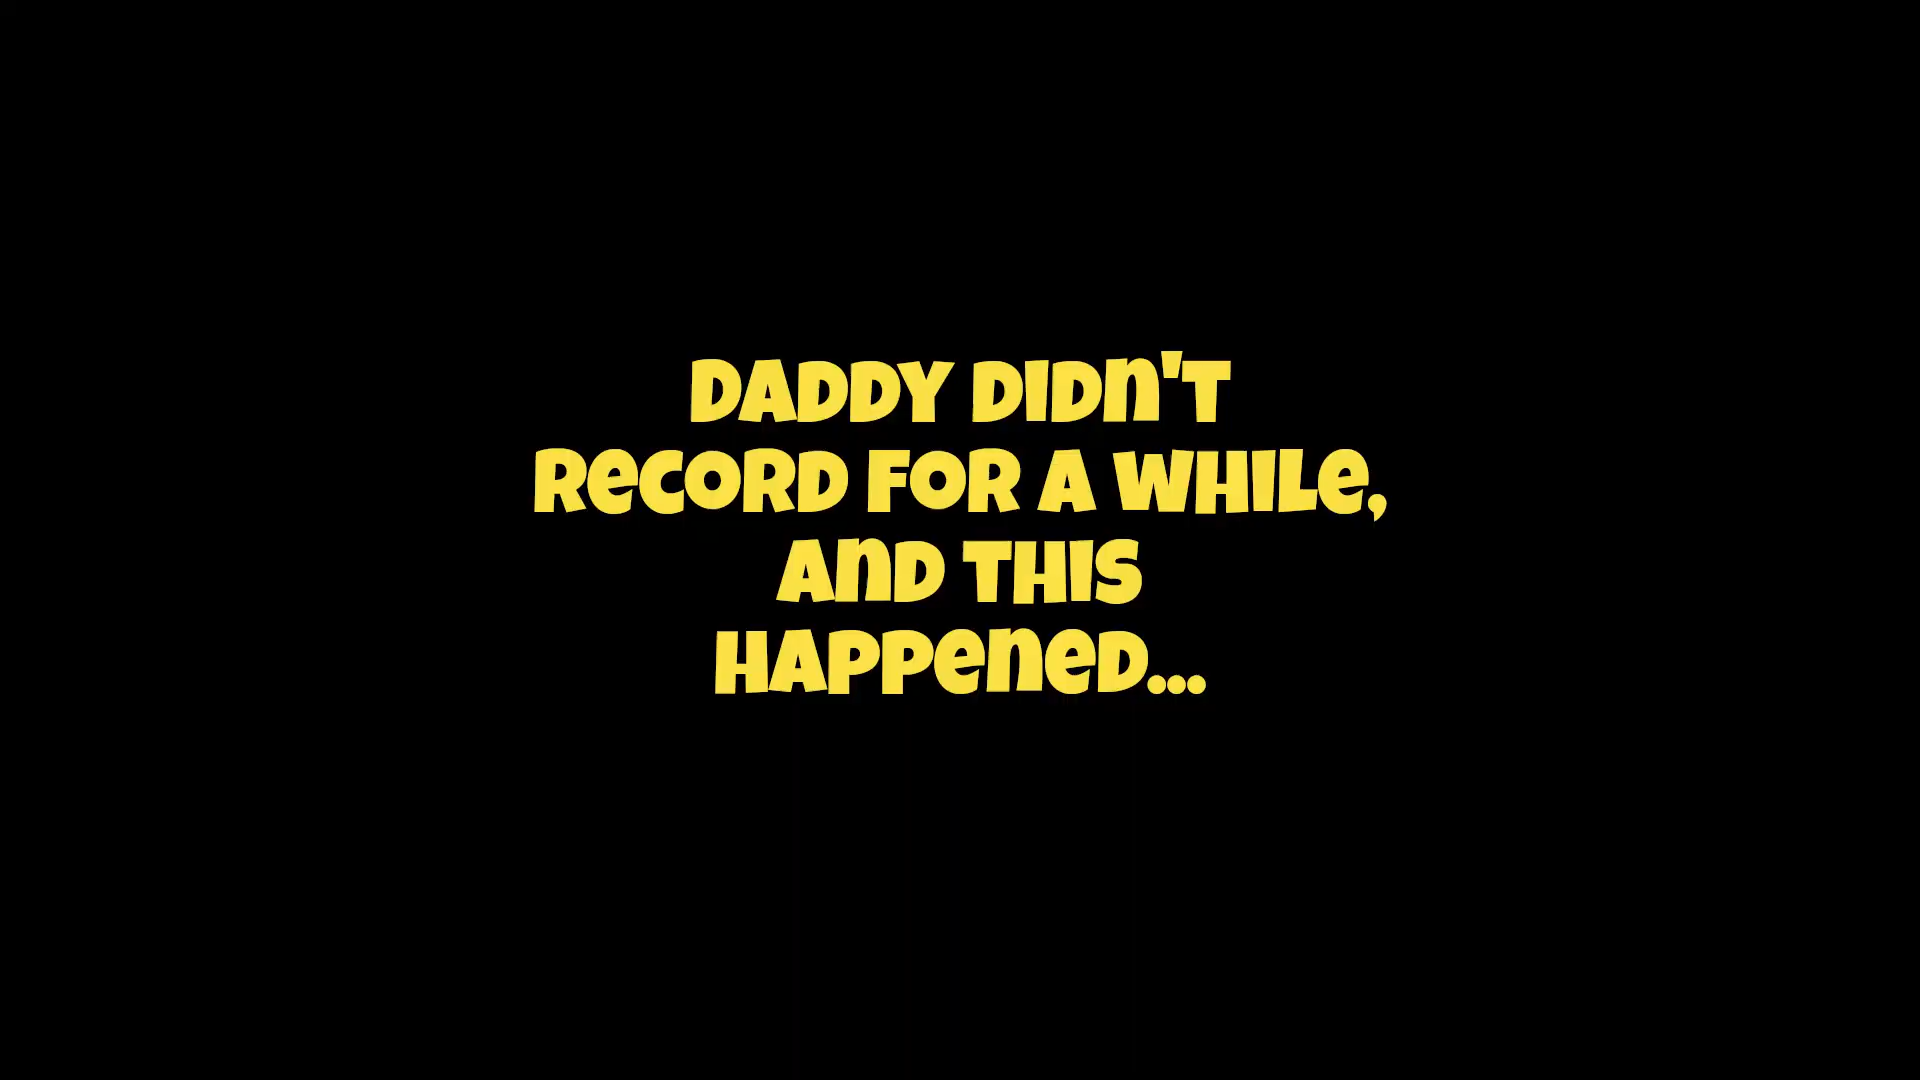 DADDY DIDN'T
RECORD FOR A WHILE,
AND THIS
HAPPENED...